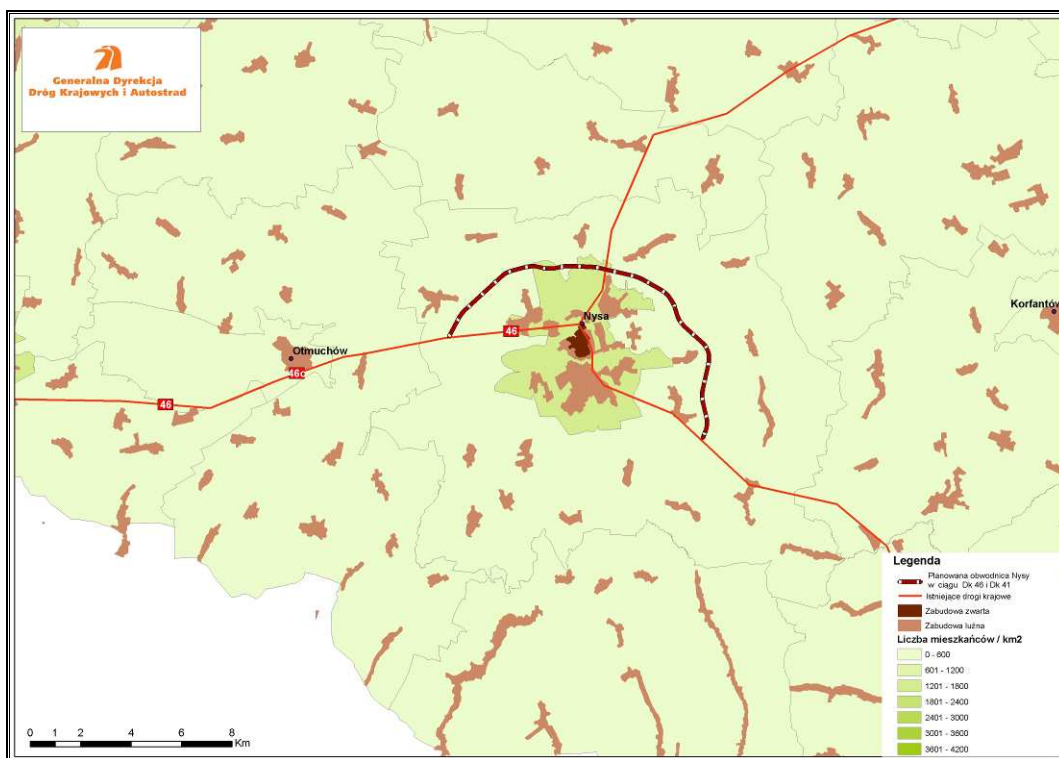 Generalna Dyrekcja
Dróg Krajowych i Autostrad
Korfantów
Nysa
46
Otmuchów
46c
46
Legenda
Planowana obwodnica Nysy
w ciągu Dk 46 i Dk 41
Istniejące drogi krajowe
Zabudowa zwarta
Zabudowa luźna
Liczba mieszkańców / km2
0 - 600
601 - 1200
1201 - 1800
1801 - 2400
2401 - 3000
3001 - 3600
3601 - 4200
0 1 2 4 6 8
Km